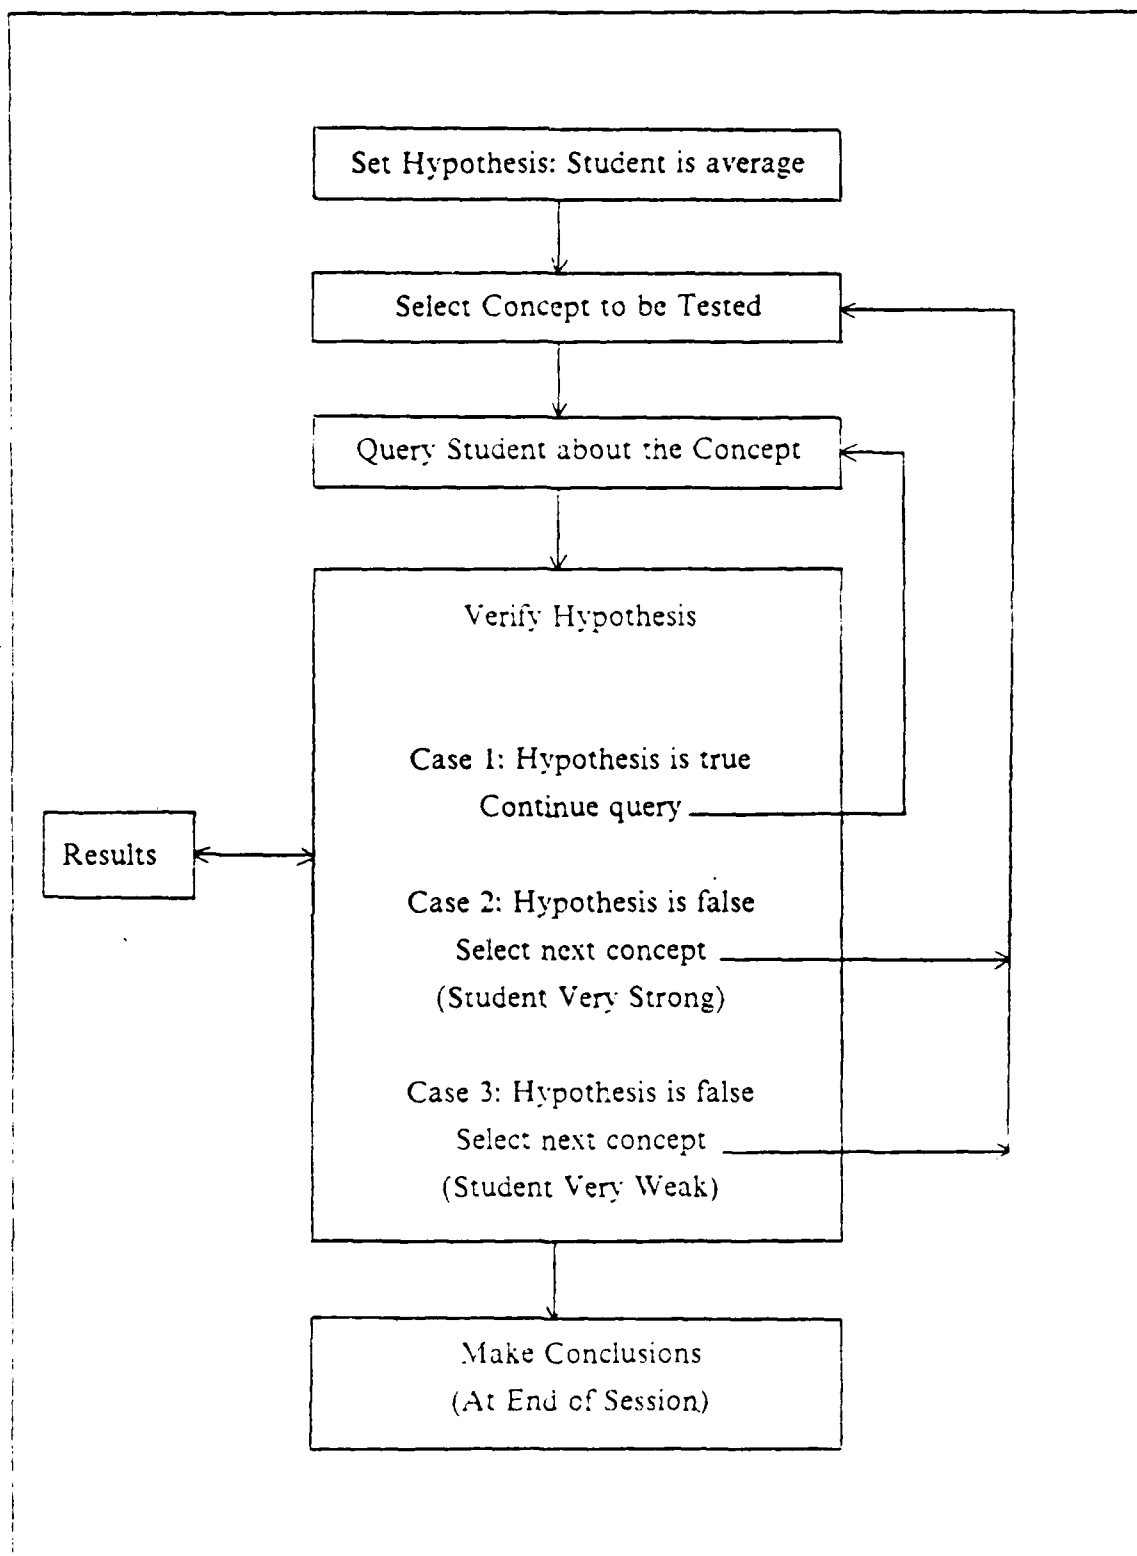 Set Hypothesis: Student is average
Select Concept to be Tested
Query Student about the Concept
Verify Hypothesis
Case 1: Hypothesis is true
Continue query
Results
Case 2: Hypothesis is false
Select next concept
(Student Very Strong)
Case 3: Hypothesis is false
Select next concept
(Student Very Weak)
Make Conclusions
(At End of Session)